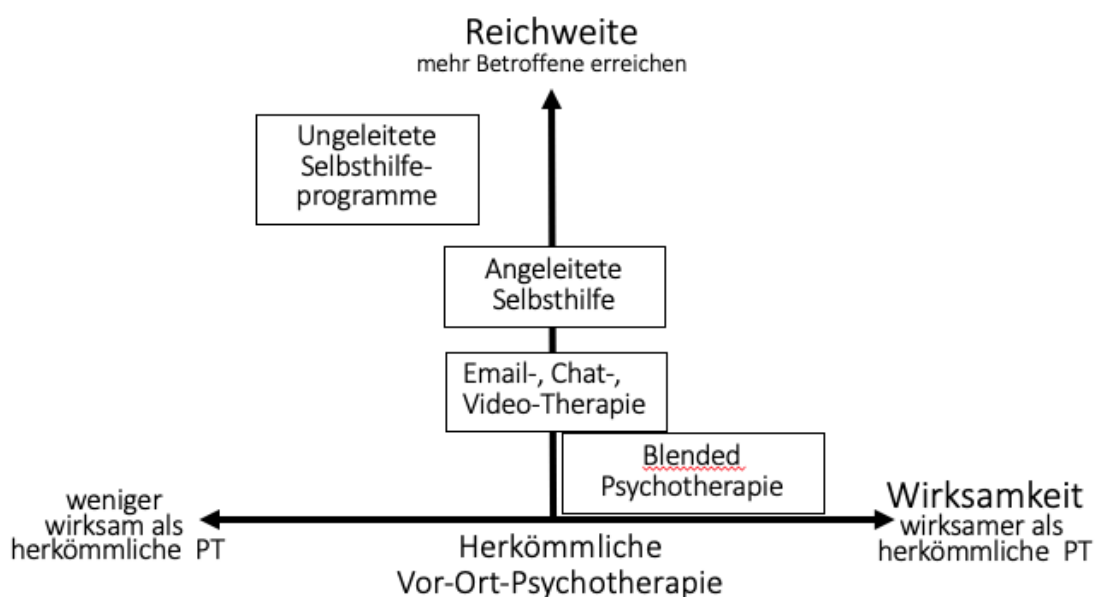 Reichweite
mehr Betroffene erreichen
Ungeleitete
Selbsthilfe-
programme
Angeleitete
Selbsthilfe
Email-, Chat-,
Video-Therapie
Blended
Psychotherapie
weniger
wirksam als
herkömmliche PT
Herkömmliche
Vor-Ort-Psychotherapie
Wirksamkeit
wirksamer als
herkömmliche PT